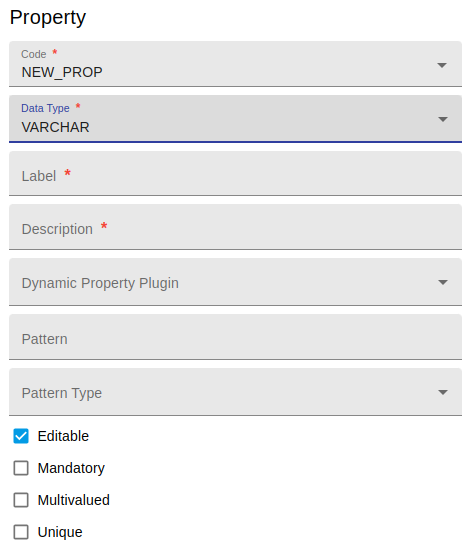 Property
Code *
NEW_PROP
Data Type *
VARCHAR
Label *
Description *
Dynamic Property Plugin
Pattern
Pattern Type
Editable
Mandatory
Multivalued
Unique